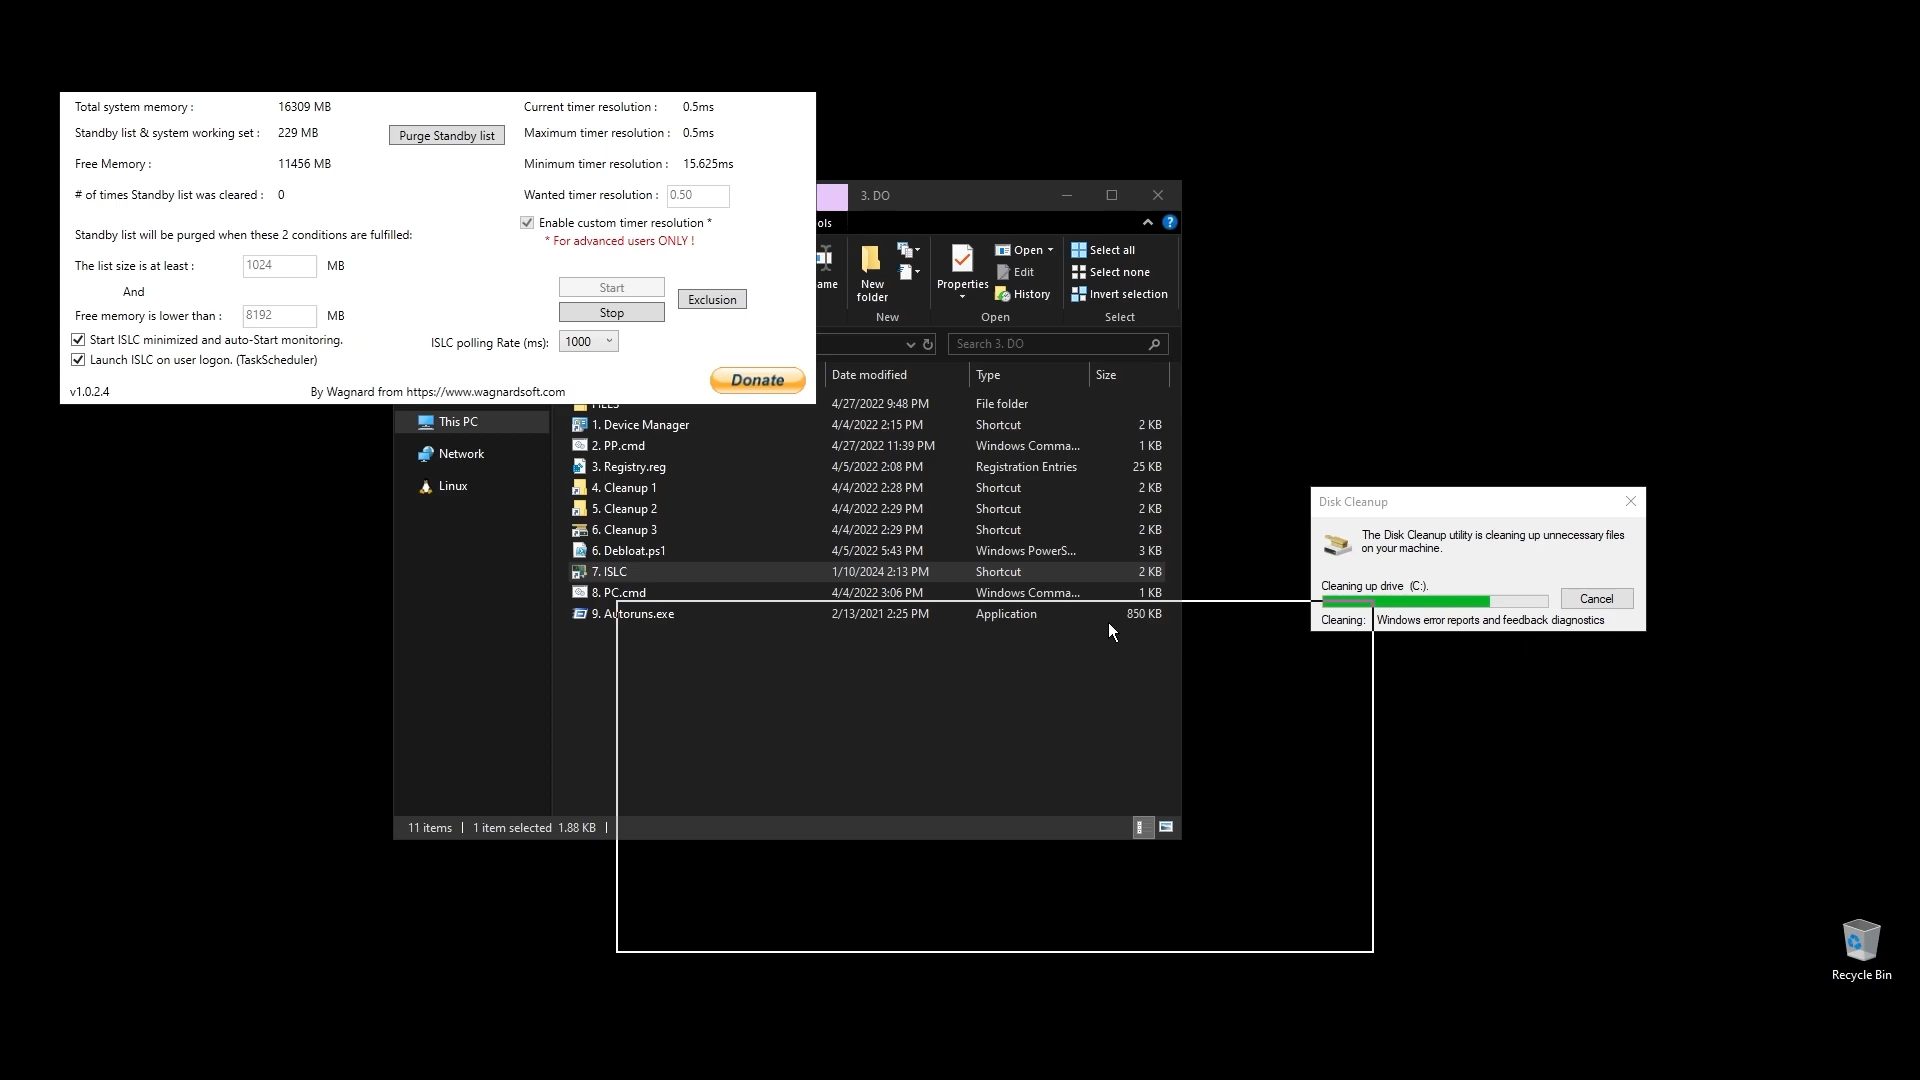 Total system memory : 16309 MB
Standby list & system working set : 229 MB
Purge Standby list
Free Memory : 11456 MB
# of times Standby list was cleared : 0
Standby list will be purged when these 2 conditions are fulfilled:
The list size is at least : 1024 MB
And
Free memory is lower than : 8192 MB
Start ISLC minimized and auto-Start monitoring.
Launch ISLC on user logon. (TaskScheduler)
v1.0.2.4
By Wagnard from https://www.wagnardsoft.com
Current timer resolution : 0.5ms
Maximum timer resolution : 0.5ms
Minimum timer resolution : 15.625ms
Wanted timer resolution : 0.50
Enable custom timer resolution *
* For advanced users ONLY !
Start
Stop
Exclusion
ISLC polling Rate (ms): 1000
Donate
3. DO
ols
?
ame
New folder
New
Properties
Open
Edit
History
Open
Select all
Select none
Invert selection
Select
Search 3. DO
Date modified Type Size
This PC
Network
Linux
4/27/2022 9:48 PM File folder
1. Device Manager 4/4/2022 2:15 PM Shortcut 2 KB
2. PP.cmd 4/27/2022 11:39 PM Windows Comma... 1 KB
3. Registry.reg 4/5/2022 2:08 PM Registration Entries 25 KB
4. Cleanup 1 4/4/2022 2:28 PM Shortcut 2 KB
5. Cleanup 2 4/4/2022 2:29 PM Shortcut 2 KB
6. Cleanup 3 4/4/2022 2:29 PM Shortcut 2 KB
6. Debloat.ps1 4/5/2022 5:43 PM Windows PowerS... 3 KB
7. ISLC 1/10/2024 2:13 PM Shortcut 2 KB
8. PC.cmd 4/4/2022 3:06 PM Windows Comma... 1 KB
9. Autoruns.exe 2/13/2021 2:25 PM Application 850 KB
11 items 1 item selected 1.88 KB
Disk Cleanup
The Disk Cleanup utility is cleaning up unnecessary files
on your machine.
Cleaning up drive (C:).
Cancel
Cleaning: Windows error reports and feedback diagnostics
Recycle Bin